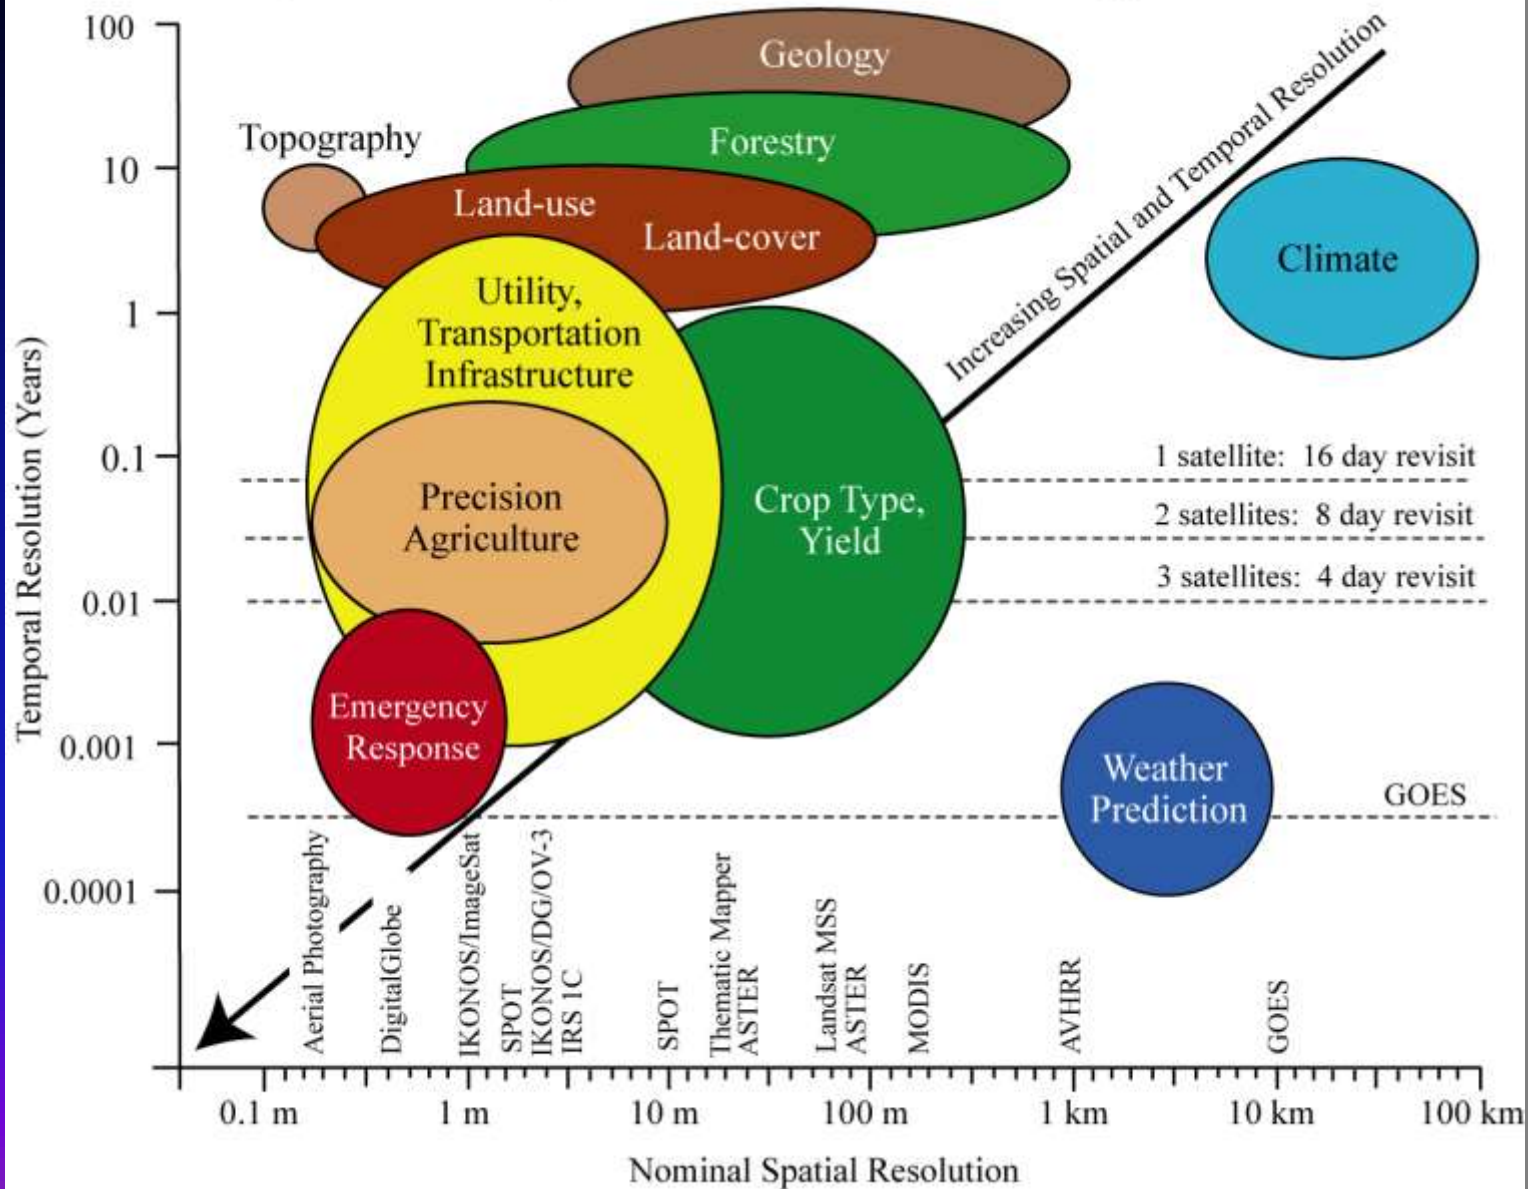 100
10
1
0.1
0.01
0.001
0.0001
Temporal Resolution (Years)
Geology
Forestry
Topography
Land-use
Land-cover
Utility,
Transportation
Infrastructure
Precision
Agriculture
Crop Type,
Yield
Emergency
Response
Increasing Spatial and Temporal Resolution
Climate
1 satellite: 16 day revisit
2 satellites: 8 day revisit
3 satellites: 4 day revisit
Weather
Prediction
GOES
Aerial Photography
DigitalGlobe
IKONOS/ImageSat
SPOT
IKONOS/DG/OV-3
IRS 1C
SPOT
Thematic Mapper
ASTER
Landsat MSS
ASTER
MODIS
AVHRR
GOES
0.1 m
1 m
10 m
100 m
1 km
10 km
100 km
Nominal Spatial Resolution